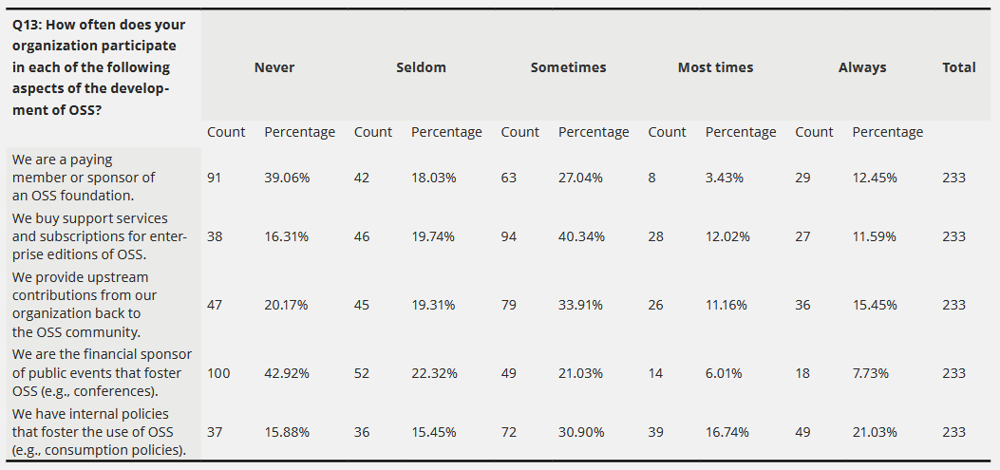 Q13: How often does your
organization participate
in each of the following
aspects of the develop-
ment of OSS?
Never Seldom Sometimes Most times Always Total
Count Percentage Count Percentage Count Percentage Count Percentage Count Percentage
We are a paying
member or sponsor of
an OSS foundation.
91 39.06% 42 18.03% 63 27.04% 8 3.43% 29 12.45% 233
We buy support services
and subscriptions for enter-
prise editions of OSS.
38 16.31% 46 19.74% 94 40.34% 28 12.02% 27 11.59% 233
We provide upstream
contributions from our
organization back to
the OSS community.
47 20.17% 45 19.31% 79 33.91% 26 11.16% 36 15.45% 233
We are the financial sponsor
of public events that foster
OSS (e.g., conferences).
100 42.92% 52 22.32% 49 21.03% 14 6.01% 18 7.73% 233
We have internal policies
that foster the use of OSS
(e.g., consumption policies).
37 15.88% 36 15.45% 72 30.90% 39 16.74% 49 21.03% 233